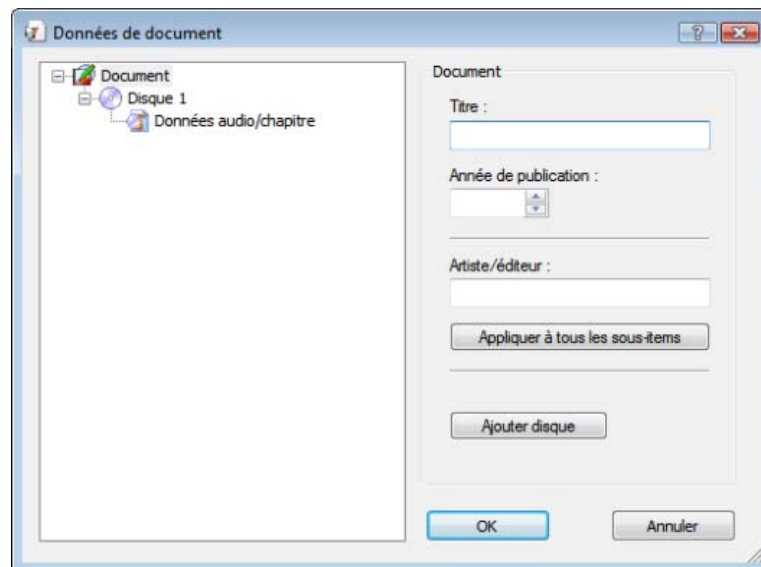 Données de document
Document
Disque 1
Données audio/chapitre
Document
Titre :
Année de publication :
Artiste/éditeur :
Appliquer à tous les sous-items
Ajouter disque
OK
Annuler